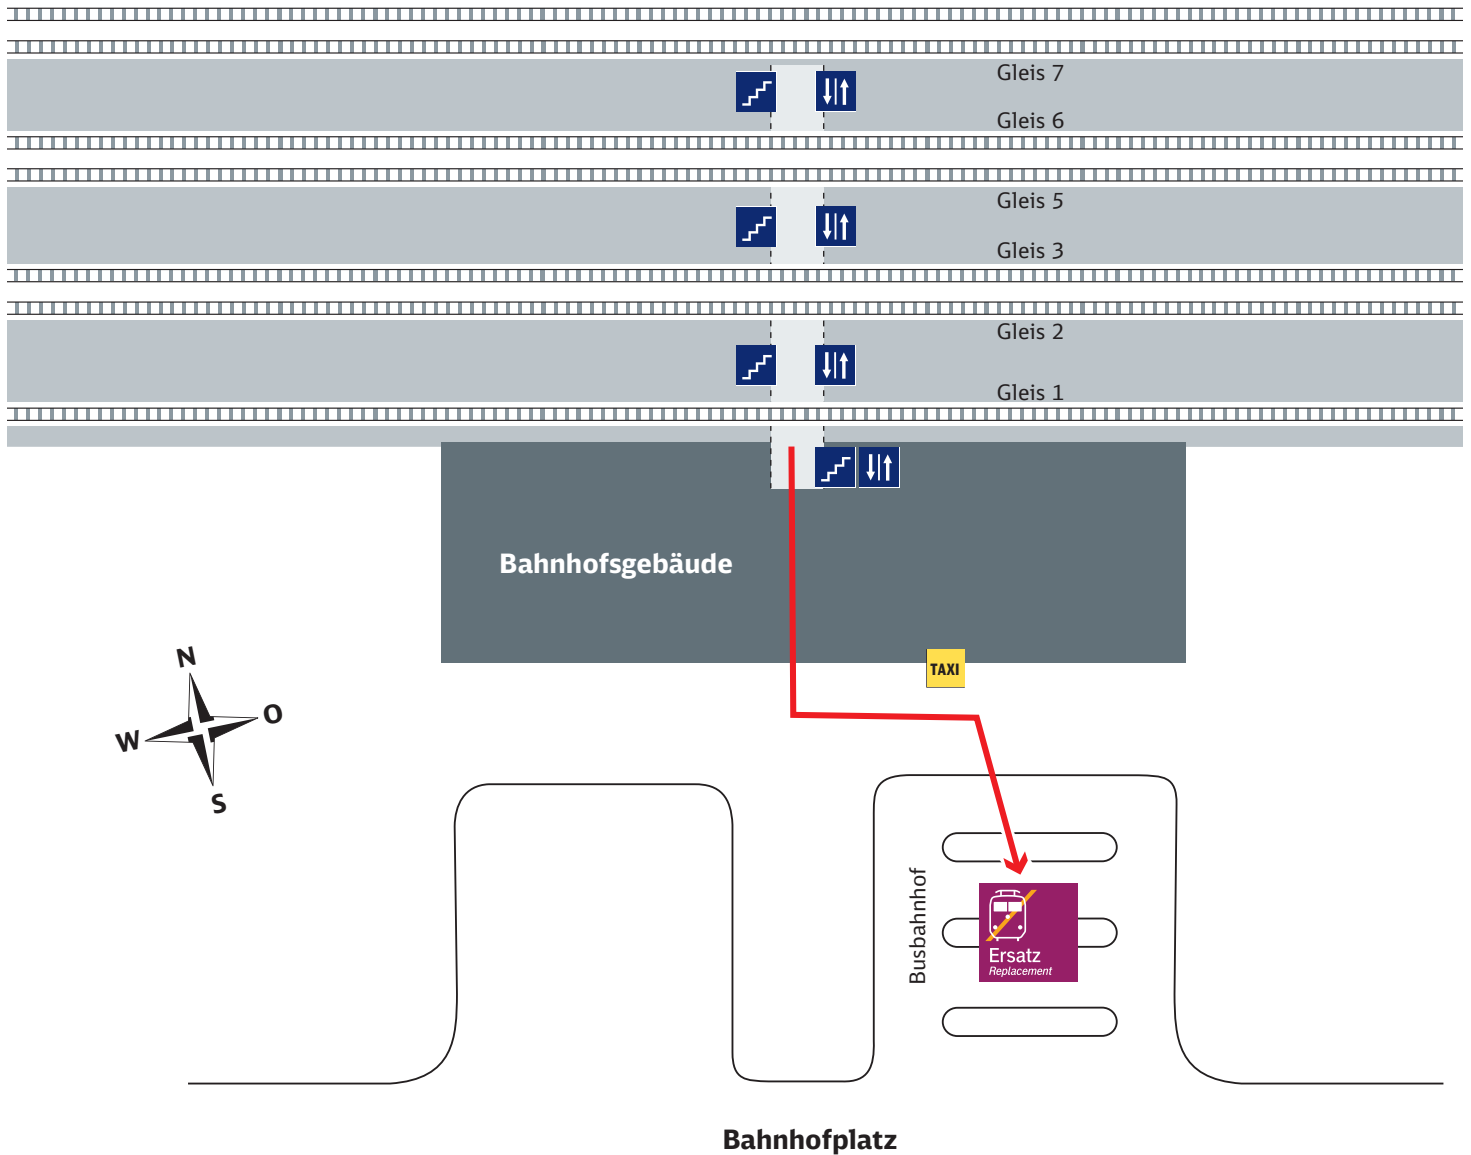 Gleis 7
Gleis 6
Gleis 5
Gleis 3
Gleis 2
Gleis 1
Bahnhofsgebäude
TAXI
N
O
W
S
Busbahnhof
Ersatz
Replacement
Bahnhofplatz